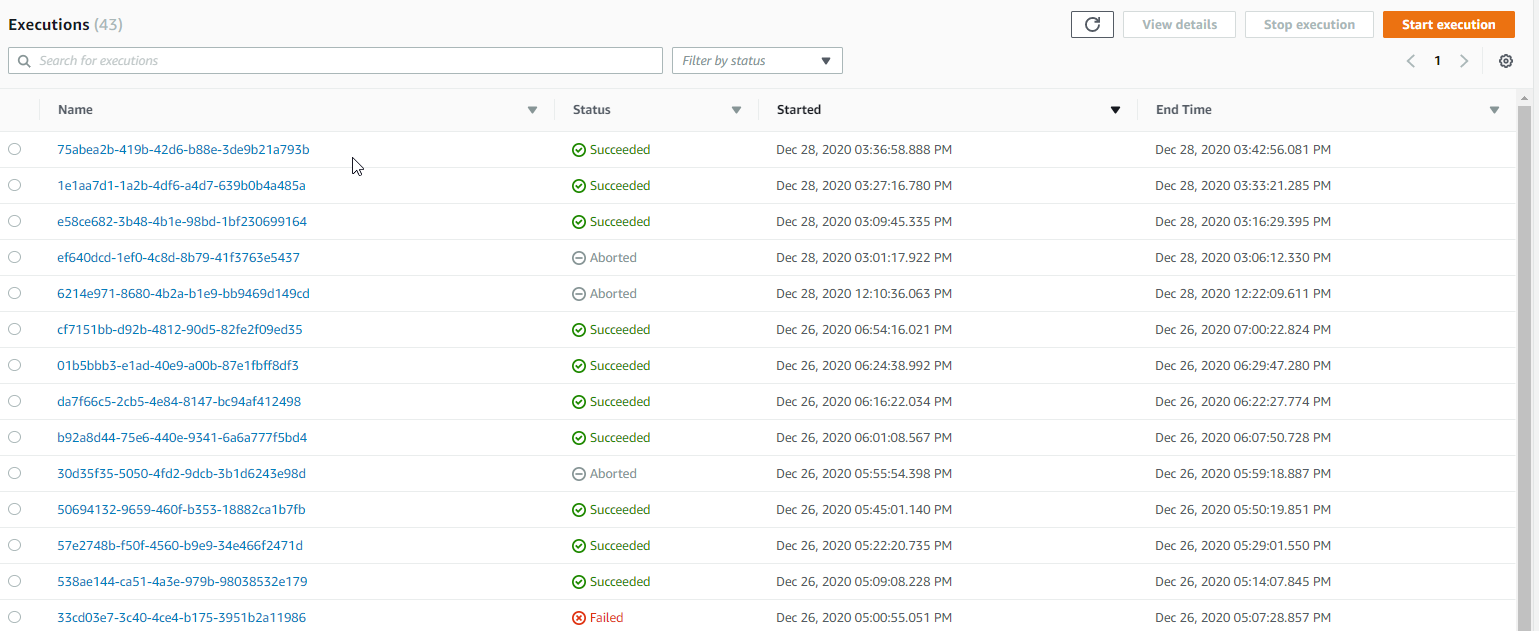 Executions (43) View details Stop execution Start execution
Search for executions Filter by status 1
Name Status Started End Time
75abea2b-419b-42d6-b88e-3de9b21a793b Succeeded Dec 28, 2020 03:36:58.888 PM Dec 28, 2020 03:42:56.081 PM
1e1aa7d1-1a2b-4df6-a4d7-639b0b4a485a Succeeded Dec 28, 2020 03:27:16.780 PM Dec 28, 2020 03:33:21.285 PM
e58ce682-3b48-4b1e-98bd-1bf230699164 Succeeded Dec 28, 2020 03:09:45.335 PM Dec 28, 2020 03:16:29.395 PM
ef640dcd-1ef0-4c8d-8b79-41f3763e5437 Aborted Dec 28, 2020 03:01:17.922 PM Dec 28, 2020 03:06:12.330 PM
6214e971-8680-4b2a-b1e9-bb9469d149cd Aborted Dec 28, 2020 12:10:36.063 PM Dec 28, 2020 12:22:09.611 PM
cf7151bb-d92b-4812-90d5-82fe2f09ed35 Succeeded Dec 26, 2020 06:54:16.021 PM Dec 26, 2020 07:00:22.824 PM
01b5bbb3-e1ad-40e9-a00b-87e1fbff8df3 Succeeded Dec 26, 2020 06:24:38.992 PM Dec 26, 2020 06:29:47.280 PM
da7f66c5-2cb5-4e84-8147-bc94af412498 Succeeded Dec 26, 2020 06:16:22.034 PM Dec 26, 2020 06:22:27.774 PM
b92a8d44-75e6-440e-9341-6a6a777f5bd4 Succeeded Dec 26, 2020 06:01:08.567 PM Dec 26, 2020 06:07:50.728 PM
30d35f35-5050-4fd2-9dcb-3b1d6243e98d Aborted Dec 26, 2020 05:55:54.398 PM Dec 26, 2020 05:59:18.887 PM
50694132-9659-460f-b353-18882ca1b7fb Succeeded Dec 26, 2020 05:45:01.140 PM Dec 26, 2020 05:50:19.851 PM
57e2748b-f50f-4560-b9e9-34e466f2471d Succeeded Dec 26, 2020 05:22:20.735 PM Dec 26, 2020 05:29:01.550 PM
538ae144-ca51-4a3e-979b-98038532e179 Succeeded Dec 26, 2020 05:09:08.228 PM Dec 26, 2020 05:14:07.845 PM
33cd03e7-3c40-4ce4-b175-3951b2a11986 Failed Dec 26, 2020 05:00:55.051 PM Dec 26, 2020 05:07:28.857 PM